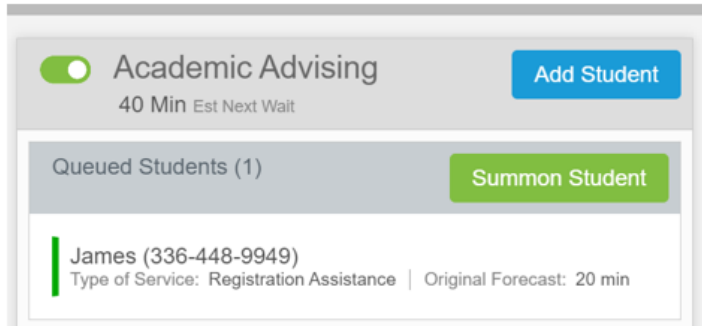 Academic Advising
Add Student
40 Min Est Next Wait
Queued Students (1)
Summon Student
James (336-448-9949)
Type of Service: Registration Assistance | Original Forecast: 20 min